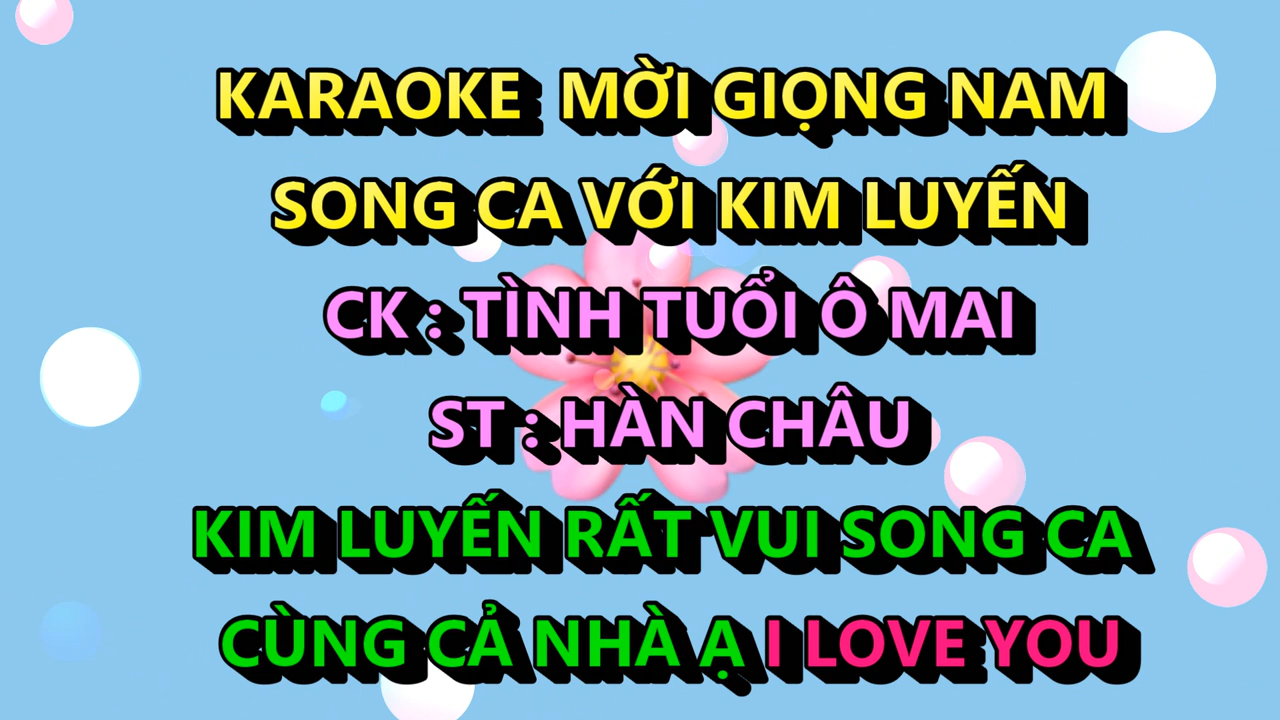 KARAOKE MỜI GIỌNG NAM
SONG CA VỚI KIM LUYẾN
CK : TÌNH TUỔI Ô MAI
ST : HÀN CHÂU
KIM LUYẾN RẤT VUI SONG CA
CÙNG CẢ NHÀ Ạ I LOVE YOU